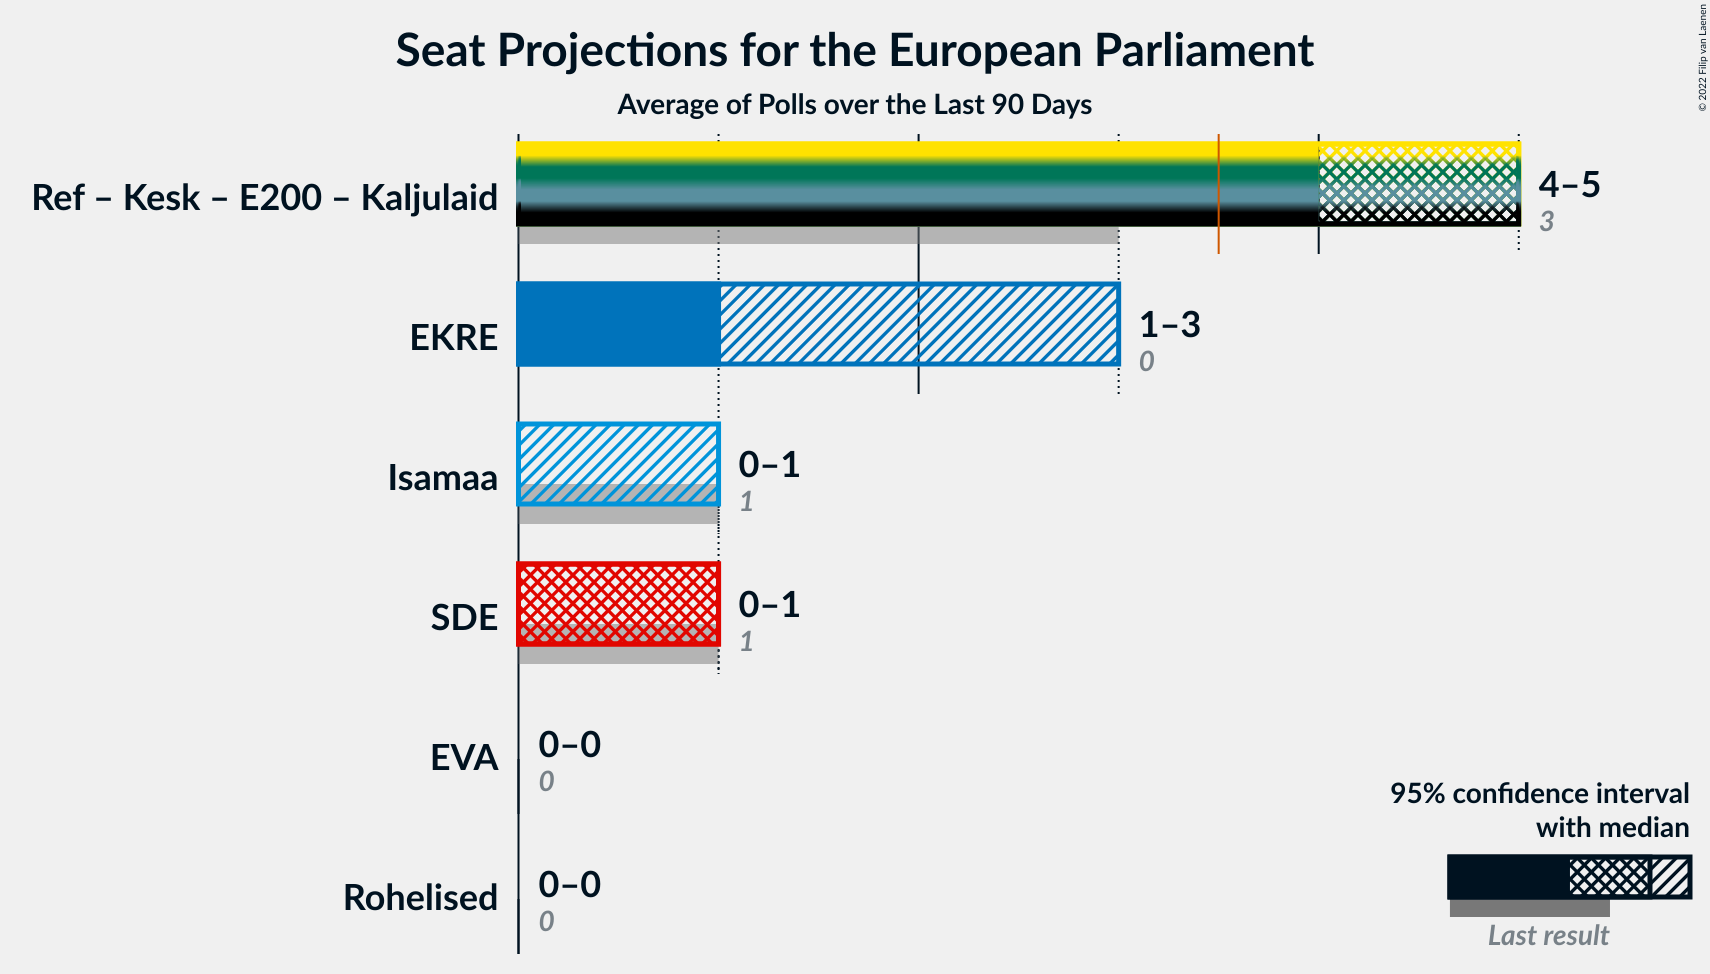 Seat Projections for the European Parliament
Average of Polls over the Last 90 Days
© 2022 Filip van Laenen
Ref – Kesk – E200 – Kaljulaid
4–5
3
EKRE
1–3
0
Isamaa
0–1
1
SDE
0–1
1
EVA
0–0
0
Rohelised
0–0
0
95% confidence interval
with median
Last result